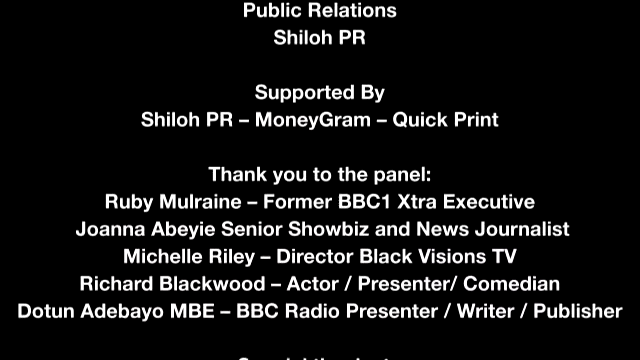 Public Relations
Shiloh PR
Supported By
Shiloh PR – MoneyGram – Quick Print
Thank you to the panel:
Ruby Mulraine – Former BBC1 Xtra Executive
Joanna Abeyie Senior Showbiz and News Journalist
Michelle Riley – Director Black Visions TV
Richard Blackwood – Actor / Presenter/ Comedian
Dotun Adebayo MBE – BBC Radio Presenter / Writer / Publisher